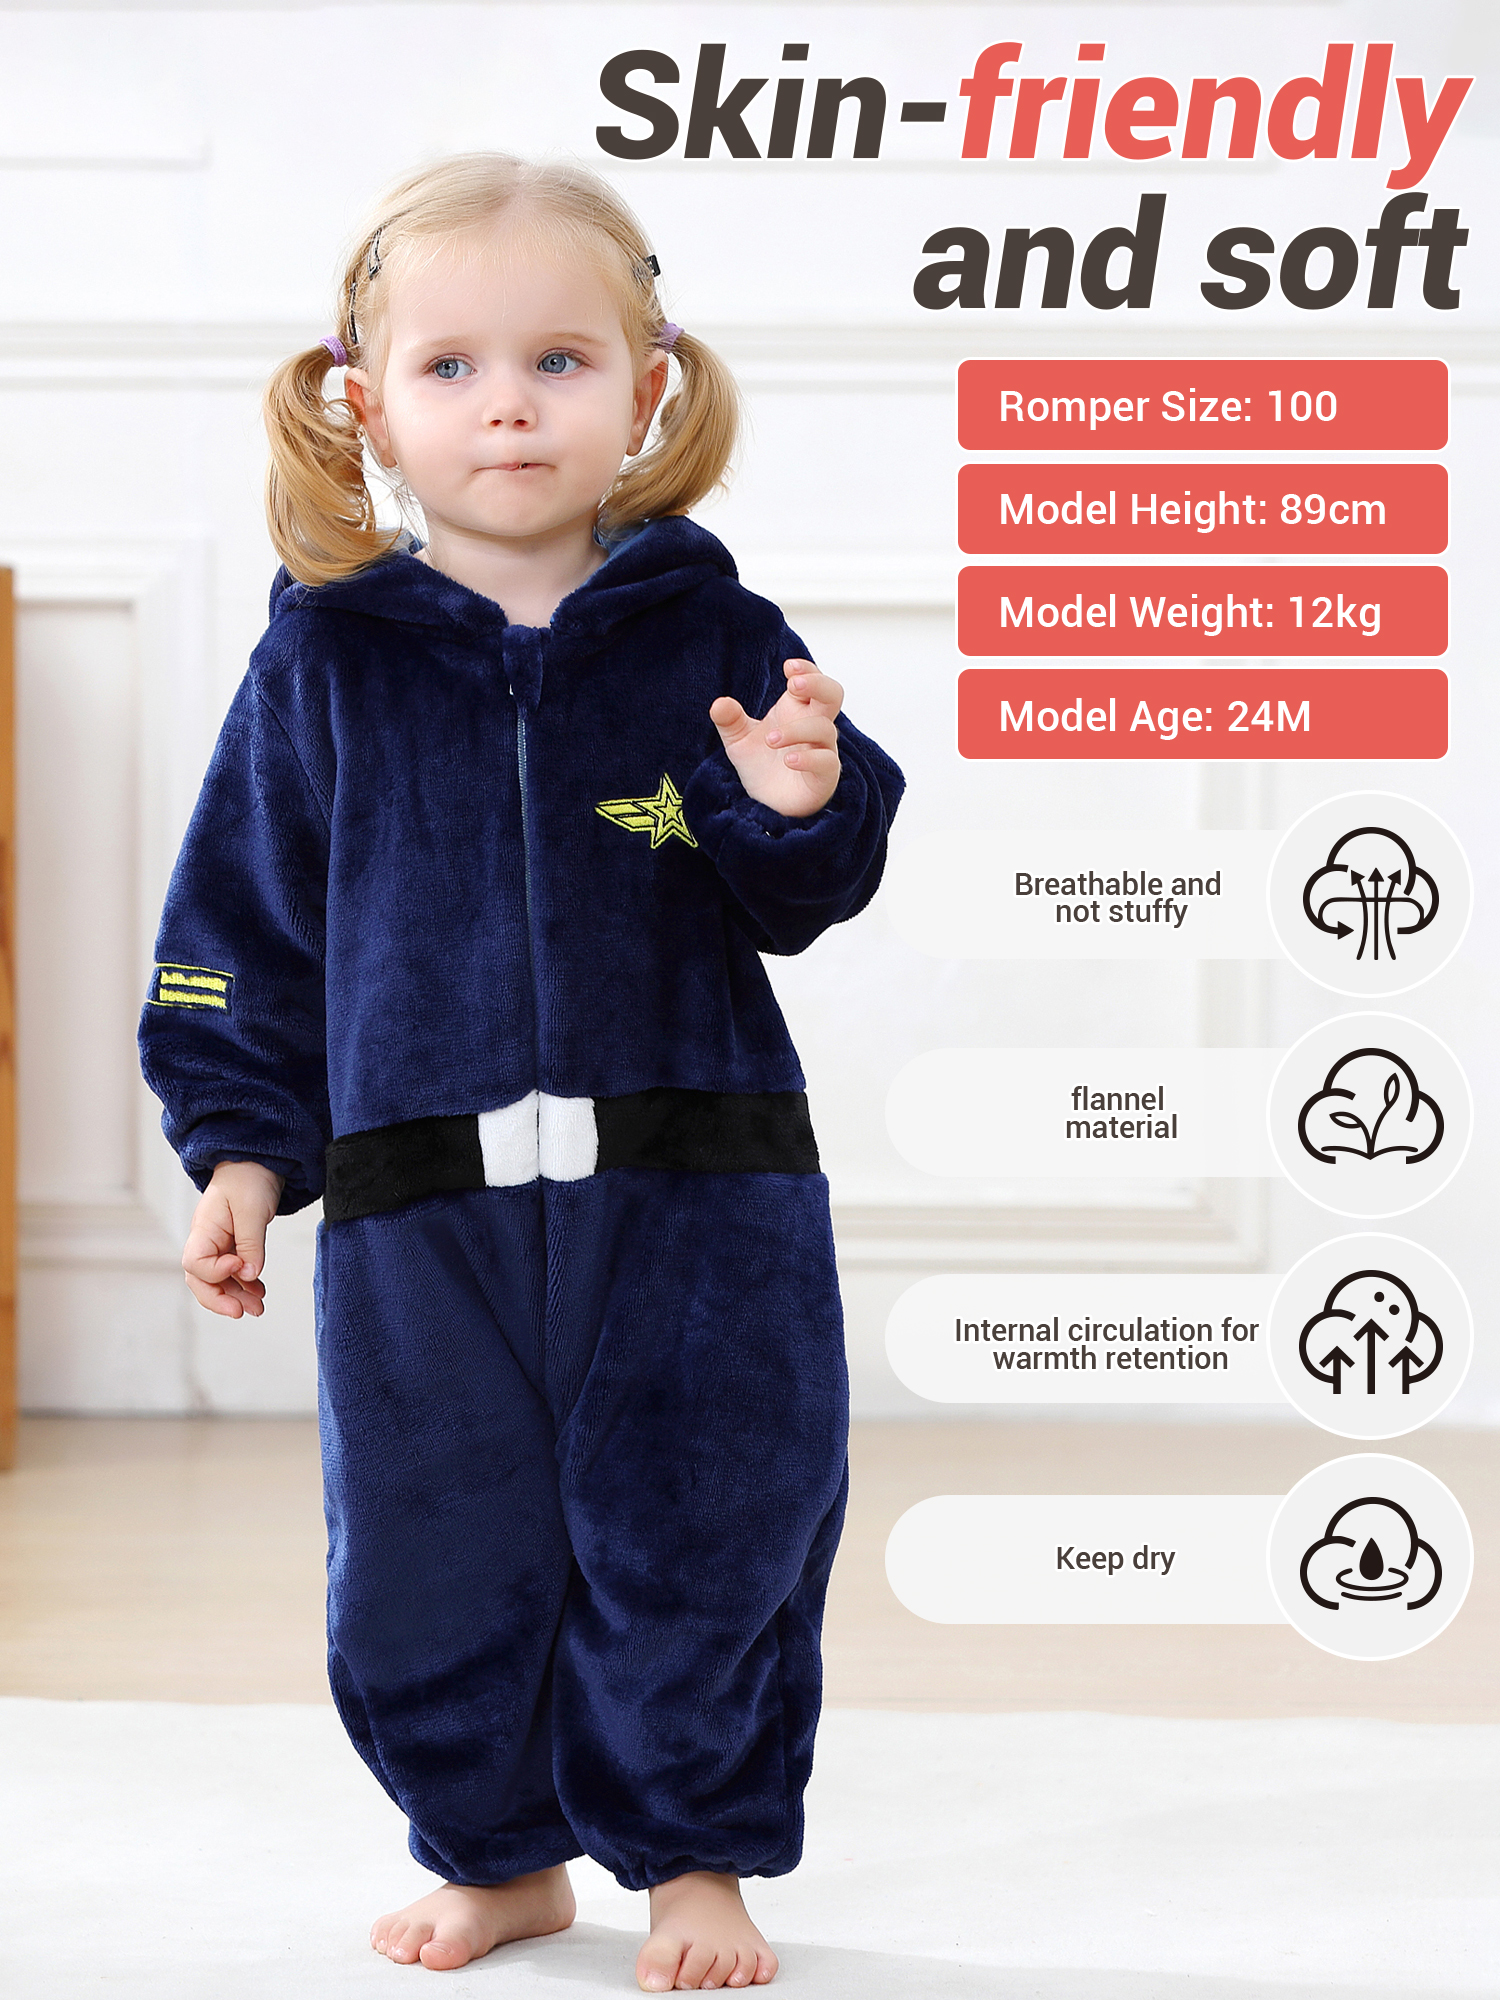 Skin-friendly
and soft
Romper Size: 100
Model Height: 89cm
Model Weight: 12kg
Model Age: 24M
Breathable and
not stuffy
flannel
material
Internal circulation for
warmth retention
Keep dry